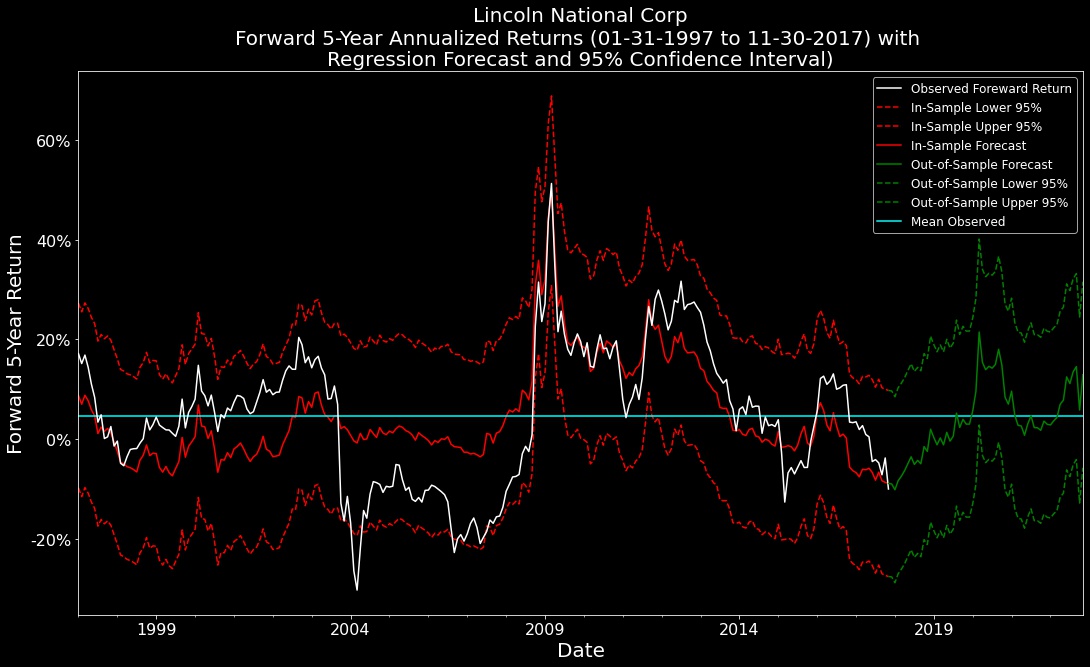 Lincoln National Corp
Forward 5-Year Annualized Returns (01-31-1997 to 11-30-2017) with
Regression Forecast and 95% Confidence Interval)
Observed Foreward Return
In-Sample Lower 95%
In-Sample Upper 95%
In-Sample Forecast
Out-of-Sample Forecast
Out-of-Sample Lower 95%
Out-of-Sample Upper 95%
Mean Observed
Forward 5-Year Return
60%
40%
20%
0%
-20%
1999
2004
2009
2014
2019
Date